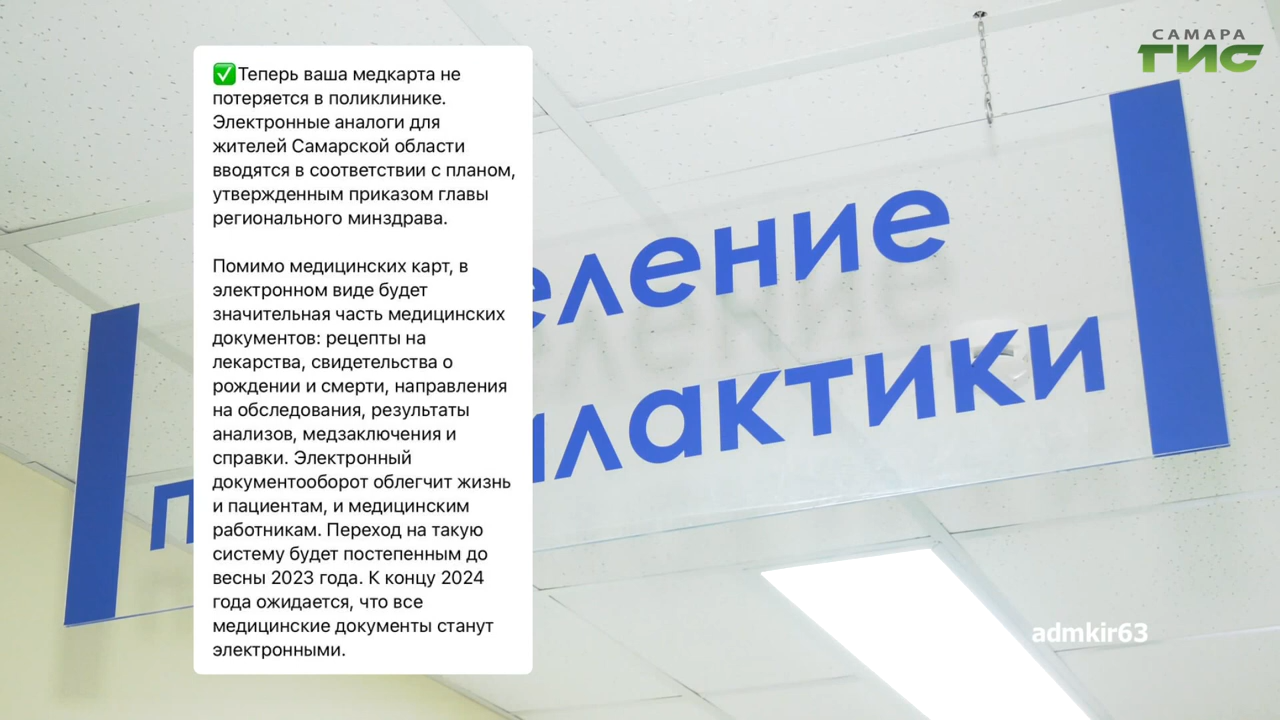 САМАРА
ГИС
✅Теперь ваша медкарта не
потеряется в поликлинике.
Электронные аналоги для
жителей Самарской области
вводятся в соответствии с планом,
утвержденным приказом главы
регионального минздрава.
Помимо медицинских карт, в
электронном виде будет
значительная часть медицинских
документов: рецепты на
лекарства, свидетельства о
рождении и смерти, направления
на обследования, результаты
анализов, медзаключения и
справки. Электронный
документооборот облегчит жизнь
и пациентам, и медицинским
работникам. Переход на такую
систему будет постепенным до
весны 2023 года. К концу 2024
года ожидается, что все
медицинские документы станут
электронными.
еление
п илактики
admkir63